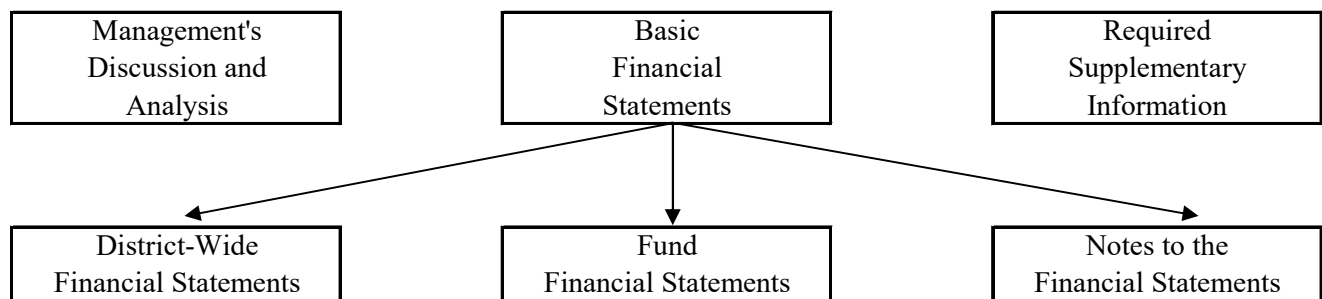 Management's
Discussion and
Analysis
Basic
Financial
Statements
Required
Supplementary
Information
District-Wide
Financial Statements
Fund
Financial Statements
Notes to the
Financial Statements